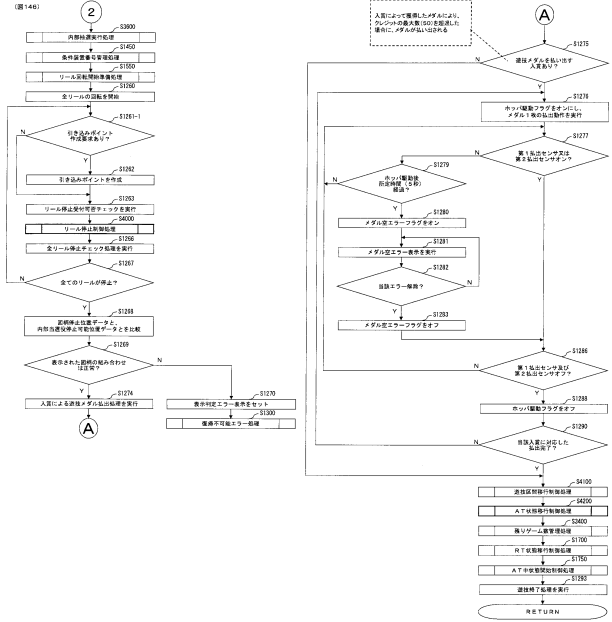 (図146)
2
S3600
内部抽選実行処理
S1450
条件装置番号管理処理
S1550
リール回転開始準備処理
S1260
全リールの回転を開始
S1261-1
引き込みポイント
作成要求あり？
N
Y
S1262
引き込みポイントを作成
S1263
リール停止受付可否チェックを実行
S4000
リール停止制御処理
S1266
全リール停止チェック処理を実行
S1267
全てのリールが停止？
N
Y
S1268
図柄停止位置データと、
内部当選役停止可能位置データとを比較
S1269
表示された図柄の組み合わせ
は正常？
N
Y
S1274
入賞による遊技メダル払出処理を実行
A
S1270
表示判定エラー表示をセット
S1300
復帰不可能エラー処理
A
入賞によって獲得したメダルにより、
クレジットの最大数(50)を超過した
場合に、メダルが払い出される
S1275
遊技メダルを払い出す
入賞あり？
N
Y
S1276
ホッパ駆動フラグをオンにし、
メダル1枚の払出動作を実行
S1277
第1払出センサ又は
第2払出センサオン？
N
Y
S1279
ホッパ駆動後
所定時間（5秒）
経過？
N
Y
S1280
メダル空エラーフラグをオン
S1281
メダル空エラー表示を実行
S1282
当該エラー解除？
N
Y
S1283
メダル空エラーフラグをオフ
S1286
第1払出センサ及び
第2払出センサオフ？
N
Y
S1288
ホッパ駆動フラグをオフ
S1290
当該入賞に対応した
払出完了？
N
Y
S4100
遊技区間移行制御処理
S4200
AT状態移行制御処理
S3400
残りゲーム数管理処理
S1700
RT状態移行制御処理
S1750
AT中状態開始制御処理
S1293
遊技終了処理を実行
RETURN